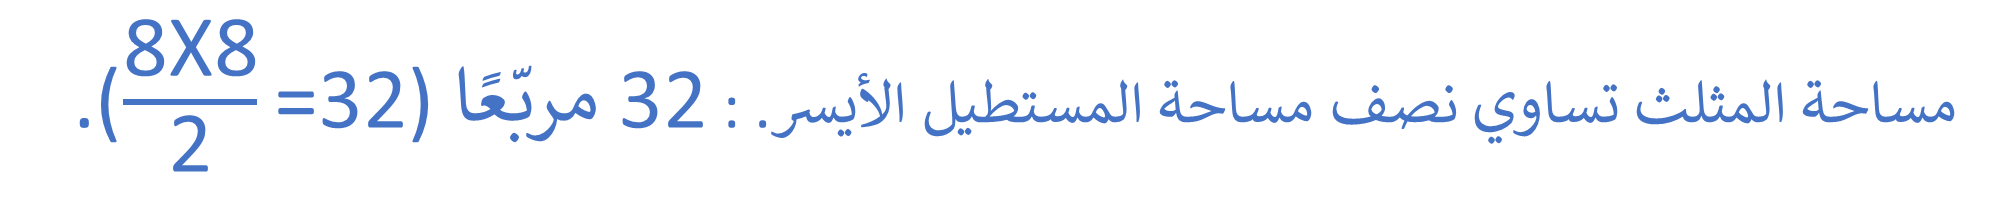 مساحة المثلث تساوي نصف مساحة المستطيل الأيسر. : 32 مربّعًا (32= 8X8/2).